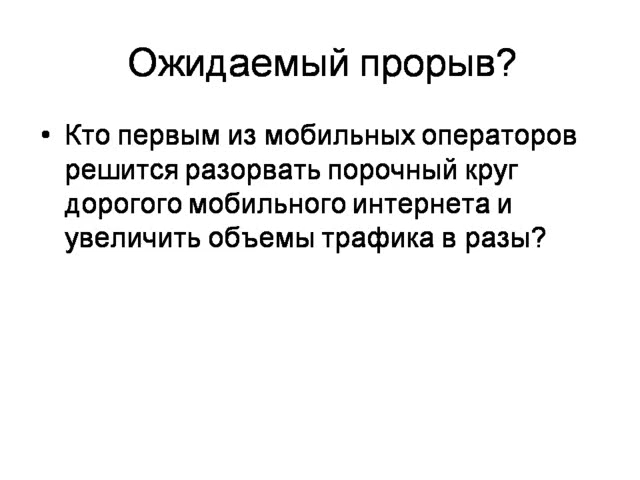 Ожидаемый прорыв?
• Кто первым из мобильных операторов
решится разорвать порочный круг
дорогого мобильного интернета и
увеличить объемы трафика в разы?